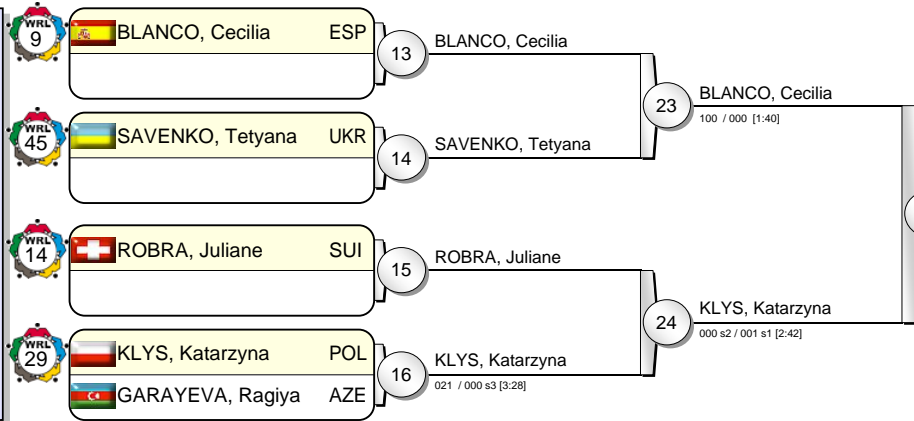 WRL
9
BLANCO, Cecilia ESP
13
BLANCO, Cecilia
WRL
45
SAVENKO, Tetyana UKR
14
SAVENKO, Tetyana
23
BLANCO, Cecilia
100 / 000 [1:40]
WRL
14
ROBRA, Juliane SUI
15
ROBRA, Juliane
WRL
29
KLYS, Katarzyna POL
GARAYEVA, Ragiya AZE
16
KLYS, Katarzyna
021 / 000 s3 [3:28]
24
KLYS, Katarzyna
000 s2 / 001 s1 [2:42]